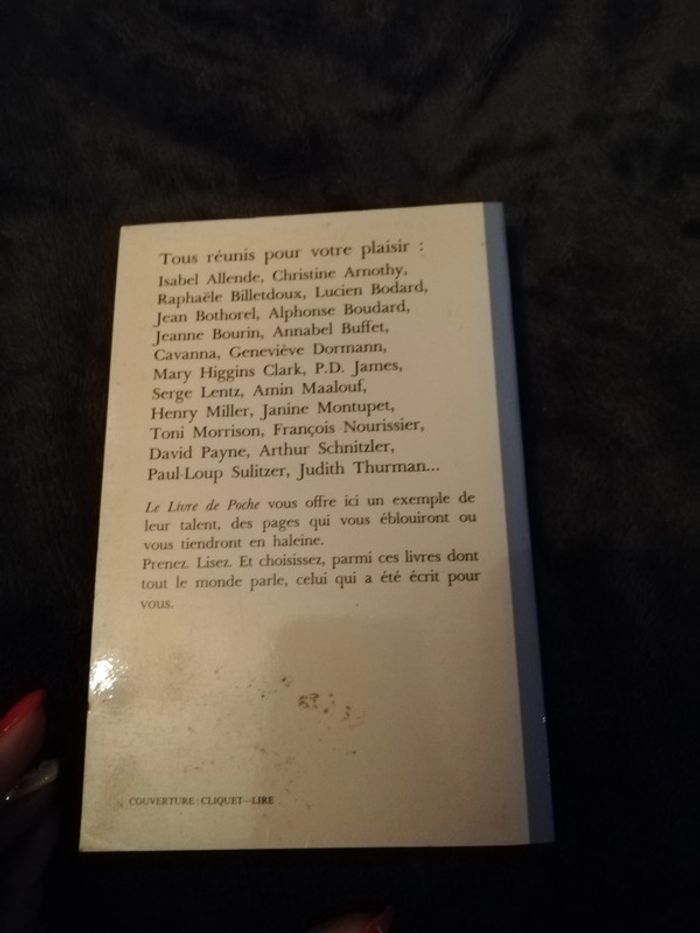 Tous réunis pour votre plaisir :
Isabel Allende, Christine Arnothy,
Raphaële Billetdoux, Lucien Bodard,
Jean Bothorel, Alphonse Boudard,
Jeanne Bourin, Annabel Buffet,
Cavanna, Geneviève Dormann,
Mary Higgins Clark, P.D. James,
Serge Lentz, Amin Maalouf,
Henry Miller, Janine Montupet,
Toni Morrison, François Nourissier,
David Payne, Arthur Schnitzler,
Paul-Loup Sulitzer, Judith Thurman...
Le Livre de Poche vous offre ici un exemple de
leur talent, des pages qui vous éblouiront ou
vous tiendront en haleine.
Prenez. Lisez. Et choisissez, parmi ces livres dont
tout le monde parle, celui qui a été écrit pour
vous.
COUVERTURE : CLIQUET—LIRE